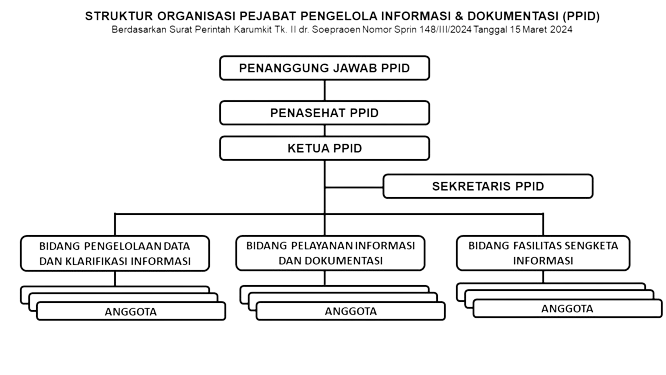 STRUKTUR ORGANISASI PEJABAT PENGELOLA INFORMASI & DOKUMENTASI (PPID)
Berdasarkan Surat Perintah Karumkit Tk. II dr. Soepraoen Nomor Sprin 148/III/2024 Tanggal 15 Maret 2024
PENANGGUNG JAWAB PPID
PENASEHAT PPID
KETUA PPID
SEKRETARIS PPID
BIDANG PENGELOLAAN DATA
DAN KLARIFIKASI INFORMASI
BIDANG PELAYANAN INFORMASI
DAN DOKUMENTASI
BIDANG FASILITAS SENGKETA
INFORMASI
ANGGOTA
ANGGOTA
ANGGOTA